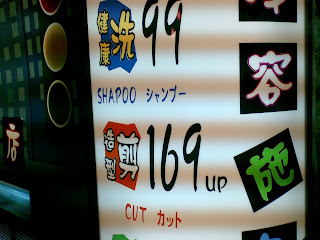 健康 洗 99
SHAPOO シャンプー
造型 剪 169 UP
CUT カット
容
施
店